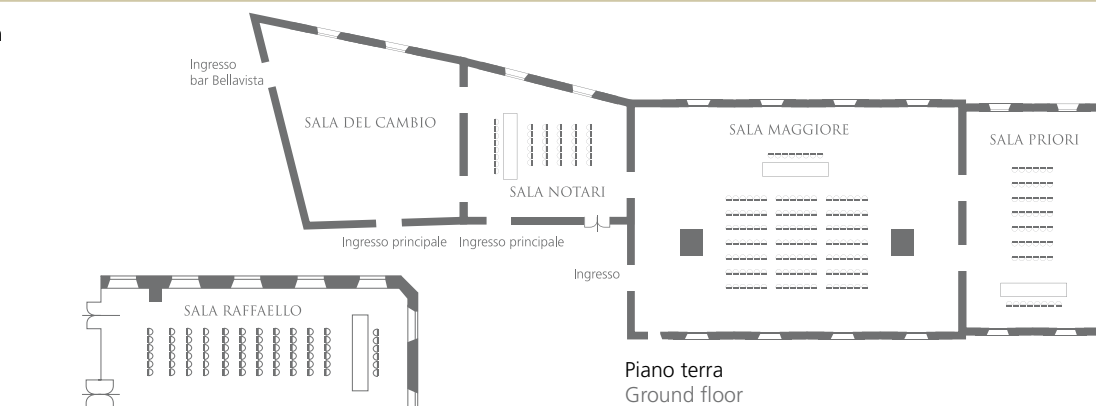 Ingresso
bar Bellavista
SALA DEL CAMBIO
SALA MAGGIORE
SALA PRIORI
SALA NOTARI
Ingresso principale
Ingresso principale
Ingresso
SALA RAFFAELLO
Piano terra
Ground floor